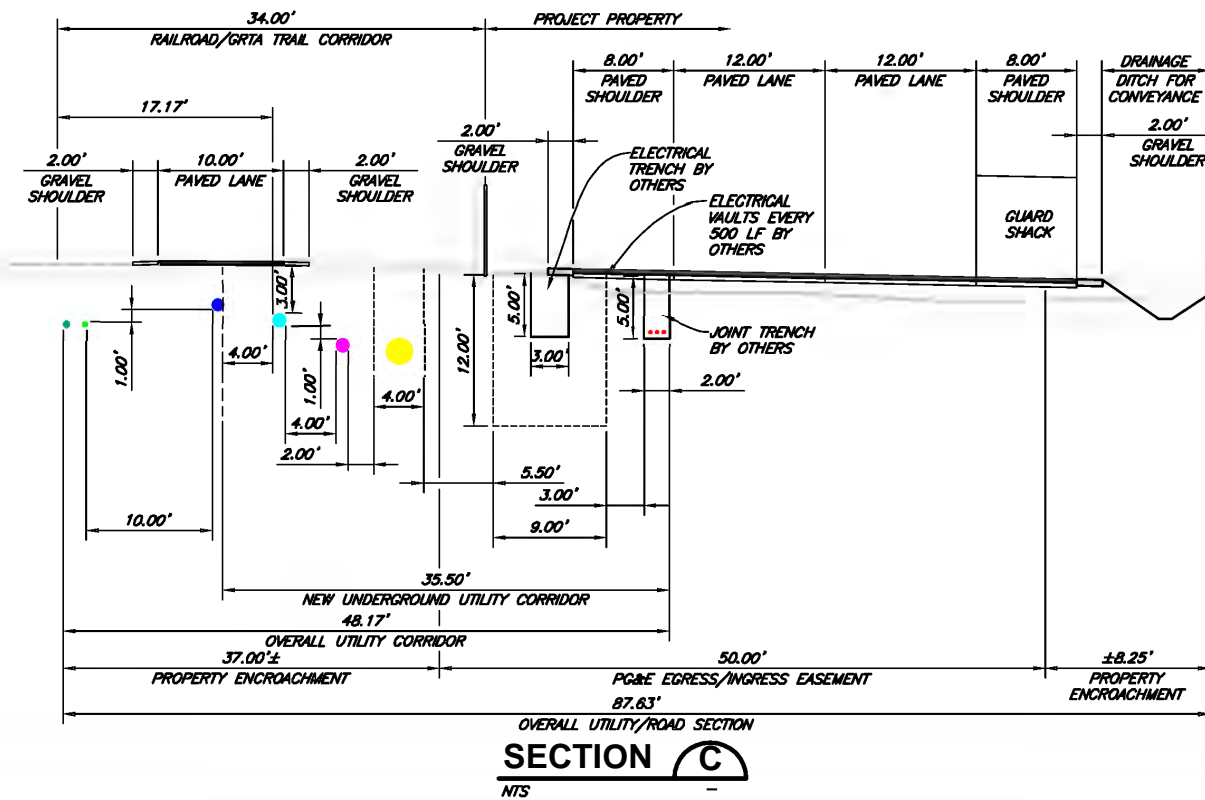 34.00'
RAILROAD/GRTA TRAIL CORRIDOR
PROJECT PROPERTY
8.00'
PAVED
SHOULDER
12.00'
PAVED LANE
12.00'
PAVED LANE
8.00'
PAVED
SHOULDER
DRAINAGE
DITCH FOR
CONVEYANCE
17.17'
2.00'
GRAVEL
SHOULDER
10.00'
PAVED LANE
2.00'
GRAVEL
SHOULDER
2.00'
GRAVEL
SHOULDER
2.00'
GRAVEL
SHOULDER
ELECTRICAL
TRENCH BY
OTHERS
ELECTRICAL
VAULTS EVERY
500 LF BY
OTHERS
GUARD
SHACK
3.00'
5.00'
5.00'
12.00'
3.00'
JOINT TRENCH
BY OTHERS
1.00'
4.00'
1.00'
4.00'
2.00'
4.00'
2.00'
5.50'
3.00'
10.00'
9.00'
35.50'
NEW UNDERGROUND UTILITY CORRIDOR
48.17'
OVERALL UTILITY CORRIDOR
37.00'±
PROPERTY ENCROACHMENT
50.00'
PG&E EGRESS/INGRESS EASEMENT
±8.25'
PROPERTY
ENCROACHMENT
87.63'
OVERALL UTILITY/ROAD SECTION
SECTION C
NTS
-